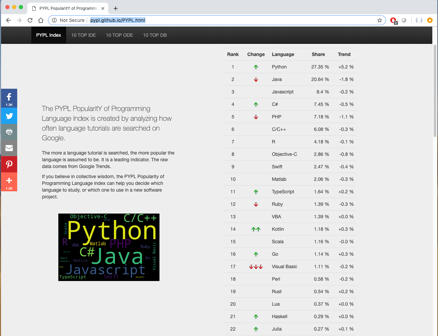 PYPL PopularitY of Programmin
Not Secure | pypl.github.io/PYPL.html
PYPL Index
10 TOP IDE
10 TOP ODE
10 TOP DB
The PYPL PopularitY of Programming
Language Index is created by analyzing how
often language tutorials are searched on
Google.
The more a language tutorial is searched, the more popular the
language is assumed to be. It is a leading indicator. The raw
data comes from Google Trends.
If you believe in collective wisdom, the PYPL Popularity of
Programming Language index can help you decide which
language to study, or which one to use in a new software
project.
Objective-C
C/C++
Python
Matlab
PHP
C#
Java
Javascript
TypeScript
Rank Change Language Share Trend
1 Python 27.35 % +5.2 %
2 Java 20.64 % -1.8 %
3 Javascript 8.4 % -0.2 %
4 C# 7.45 % -0.5 %
5 PHP 7.18 % -1.1 %
6 C/C++ 6.08 % -0.3 %
7 R 4.18 % -0.1 %
8 Objective-C 2.86 % -0.8 %
9 Swift 2.47 % -0.4 %
10 Matlab 2.06 % -0.3 %
11 TypeScript 1.64 % +0.2 %
12 Ruby 1.39 % -0.3 %
13 VBA 1.39 % +0.0 %
14 Kotlin 1.18 % +0.3 %
15 Scala 1.16 % -0.0 %
16 Go 1.14 % +0.3 %
17 Visual Basic 1.11 % -0.2 %
18 Perl 0.58 % -0.2 %
19 Rust 0.54 % +0.2 %
20 Lua 0.37 % +0.0 %
21 Haskell 0.29 % +0.0 %
22 Julia 0.27 % +0.1 %